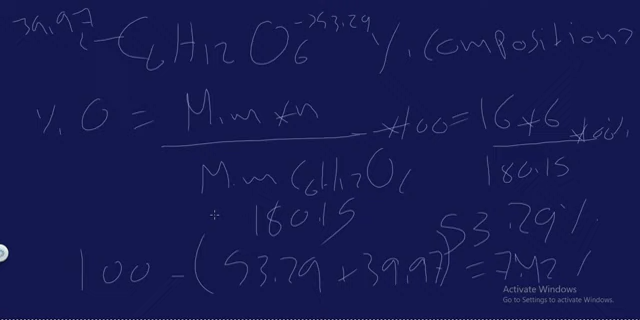 39.97% C6H12O6 53.29% % composition
% O = M.m * n * 100 = 16 * 6 * 100%
M.m C6H12O6 180.15
180.15 53.29%
100 - (53.29 + 39.97) = 7.42%
Activate Windows
Go to Settings to activate Windows.